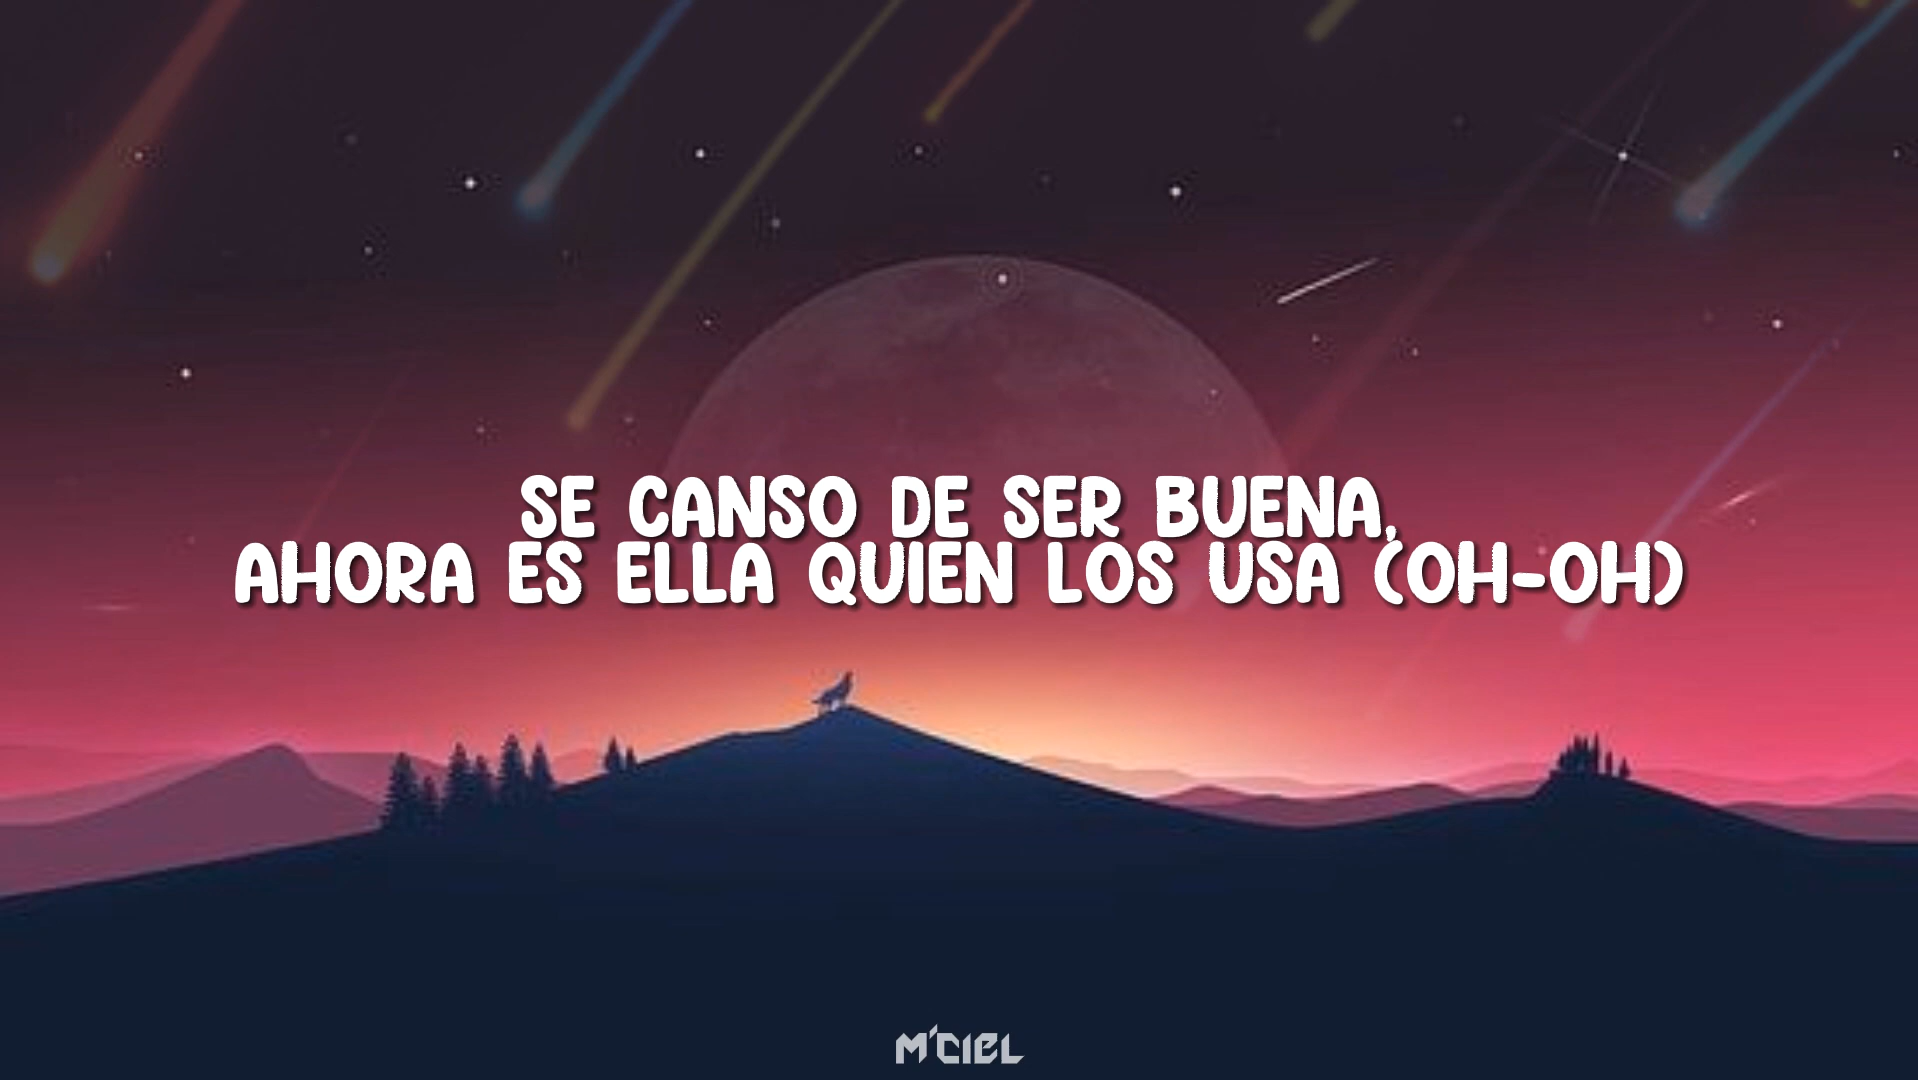 SE CANSO DE SER BUENA,
AHORA ES ELLA QUIEN LOS USA (OH-OH)
M'CIEL